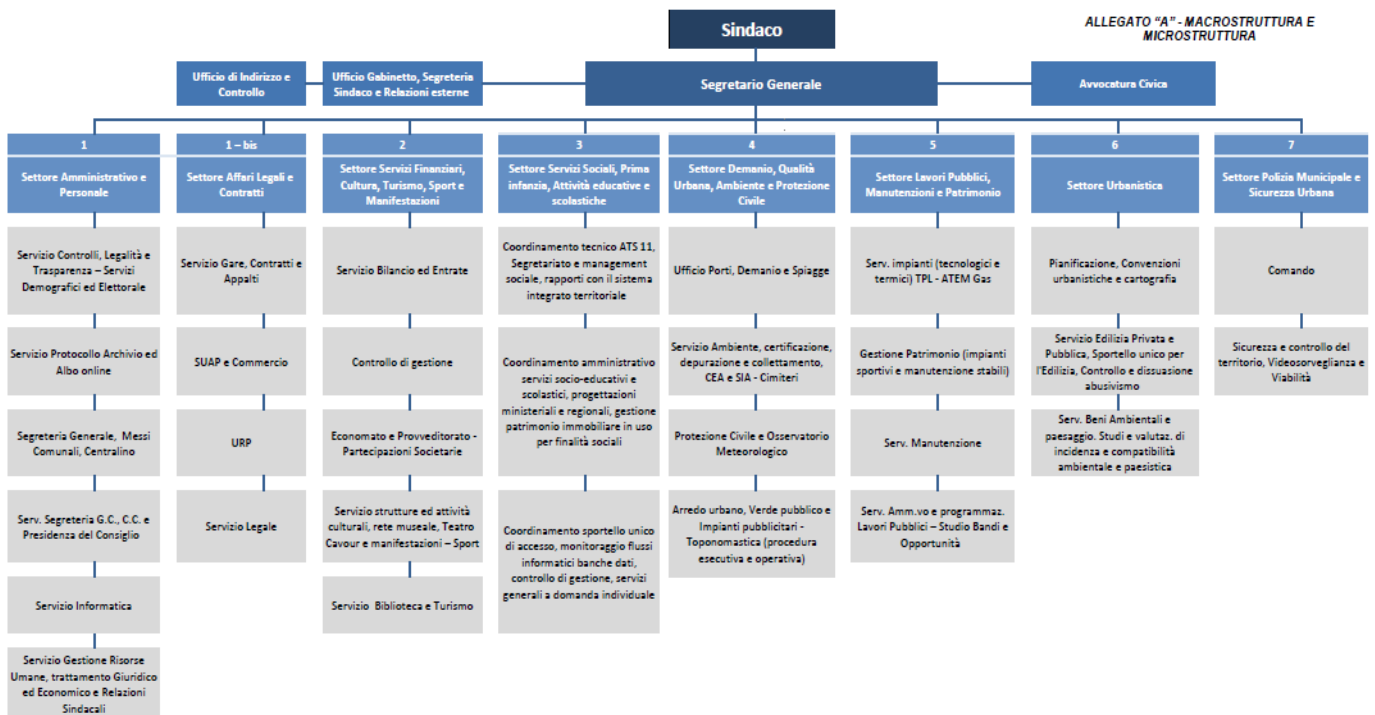 Sindaco
ALLEGATO “A” - MACROSTRUTTURA E
MICROSTRUTTURA
Ufficio di Indirizzo e
Controllo
Ufficio Gabinetto, Segreteria
Sindaco e Relazioni esterne
Segretario Generale
Avvocatura Civica
1
Settore Amministrativo e
Personale
Servizio Controlli, Legalità e
Trasparenza – Servizi
Demografici ed Elettorale
Servizio Protocollo Archivio ed
Albo online
Segreteria Generale, Messi
Comunali, Centralino
Serv. Segreteria G.C., C.C. e
Presidenza del Consiglio
Servizio Informatica
Servizio Gestione Risorse
Umane, trattamento Giuridico
ed Economico e Relazioni
Sindacali
1 – bis
Settore Affari Legali e
Contratti
Servizio Gare, Contratti e
Appalti
SUAP e Commercio
URP
Servizio Legale
2
Settore Servizi Finanziari,
Cultura, Turismo, Sport e
Manifestazioni
Servizio Bilancio ed Entrate
Controllo di gestione
Economato e Provveditorato -
Partecipazioni Societarie
Servizio strutture ed attività
culturali, rete museale, Teatro
Cavour e manifestazioni – Sport
Servizio Biblioteca e Turismo
3
Settore Servizi Sociali, Prima
infanzia, Attività educative e
scolastiche
Coordinamento tecnico ATS 11,
Segretariato e management
sociale, rapporti con il sistema
integrato territoriale
Coordinamento amministrativo
servizi socio-educativi e
scolastici, progettazioni
ministeriali e regionali, gestione
patrimonio immobiliare in uso
per finalità sociali
Coordinamento sportello unico
di accesso, monitoraggio flussi
informatici banche dati,
controllo di gestione, servizi
generali a domanda individuale
4
Settore Demanio, Qualità
Urbana, Ambiente e Protezione
Civile
Ufficio Porti, Demanio e Spiagge
Servizio Ambiente, certificazione,
depurazione e collettamento,
CEA e SIA - Cimiteri
Protezione Civile e Osservatorio
Meteorologico
Arredo urbano, Verde pubblico e
Impianti pubblicitari -
Toponomastica (procedura
esecutiva e operativa)
5
Settore Lavori Pubblici,
Manutenzioni e Patrimonio
Serv. impianti (tecnologici e
termici) TPL - ATEM Gas
Gestione Patrimonio (impianti
sportivi e manutenzione stabili)
Serv. Manutenzione
Serv. Amm.vo e programmaz.
Lavori Pubblici – Studio Bandi e
Opportunità
6
Settore Urbanistica
Pianificazione, Convenzioni
urbanistiche e cartografia
Servizio Edilizia Privata e
Pubblica, Sportello unico per
l'Edilizia, Controllo e dissuasione
abusivismo
Serv. Beni Ambientali e
paesaggio. Studi e valutaz. di
incidenza e compatibilità
ambientale e paesistica
7
Settore Polizia Municipale e
Sicurezza Urbana
Comando
Sicurezza e controllo del
territorio, Videosorveglianza e
Viabilità